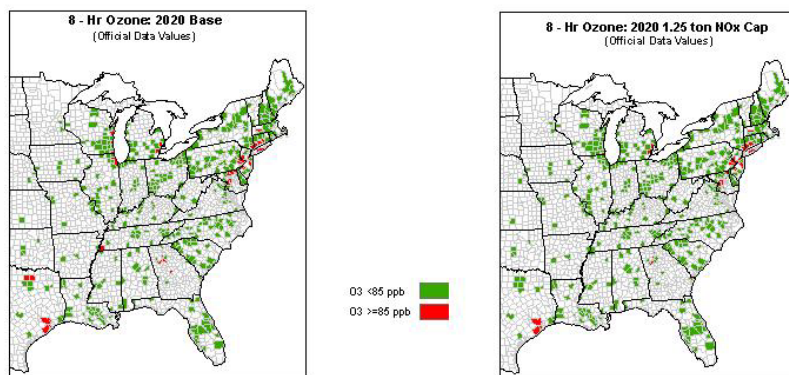 8 - Hr Ozone: 2020 Base
(Official Data Values)
8 - Hr Ozone: 2020 1.25 ton NOx Cap
(Official Data Values)
O3 <85 ppb
O3 >=85 ppb